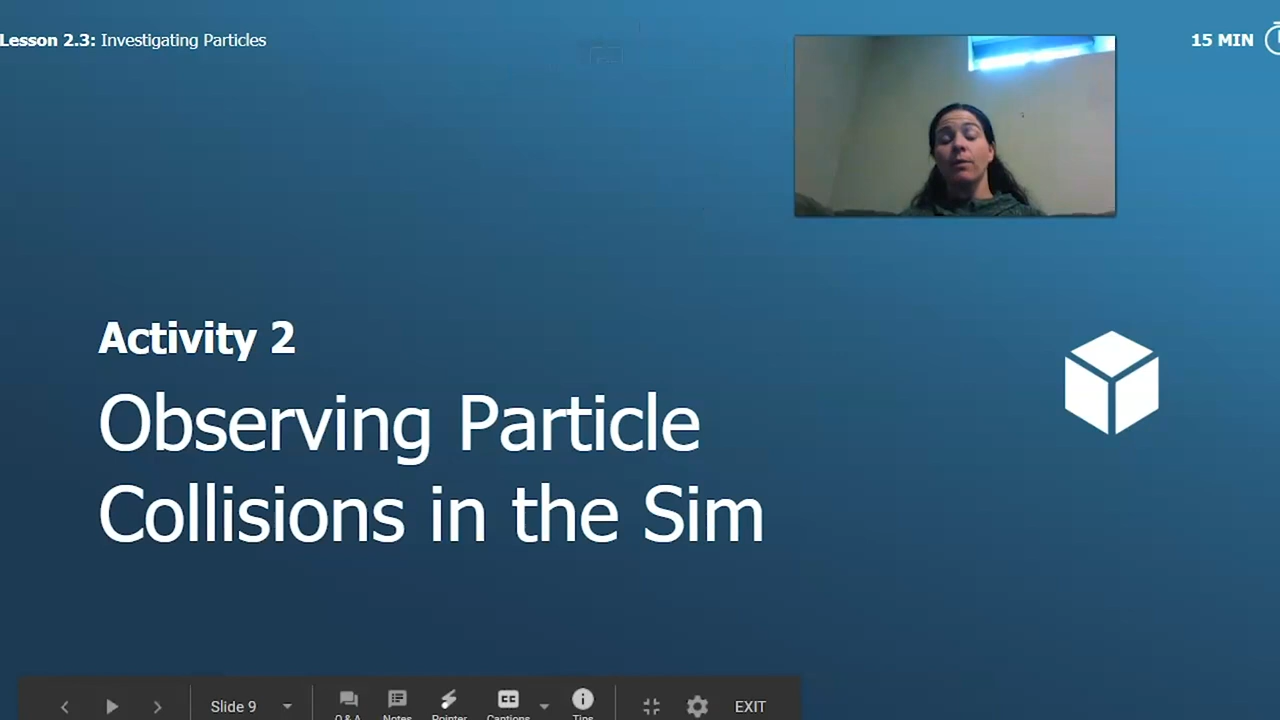 Lesson 2.3: Investigating Particles
15 MIN
Activity 2
Observing Particle
Collisions in the Sim
Slide 9
Q&A
Notes
Pointer
CC
Captions
Tips
EXIT